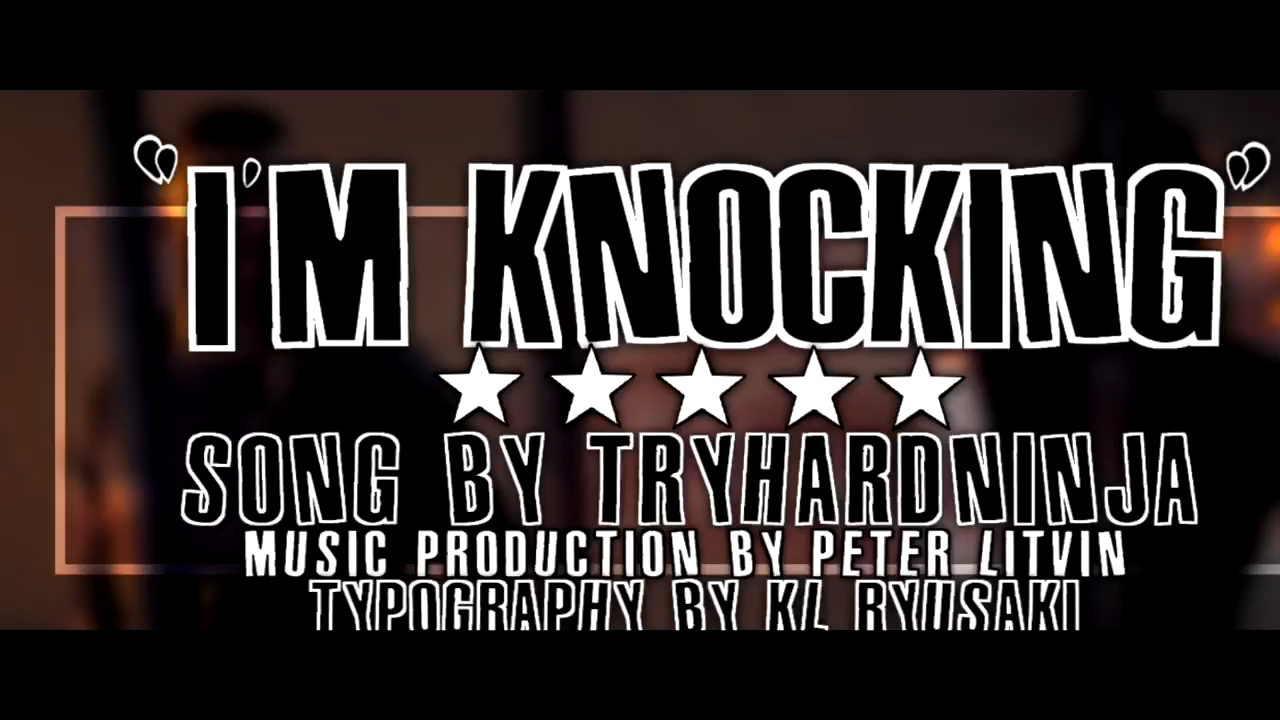 "I'M KNOCKING"
SONG BY TRYHARDNINJA
MUSIC PRODUCTION BY PETER LITVIN
TYPOGRAPHY BY KL RYUSAKI